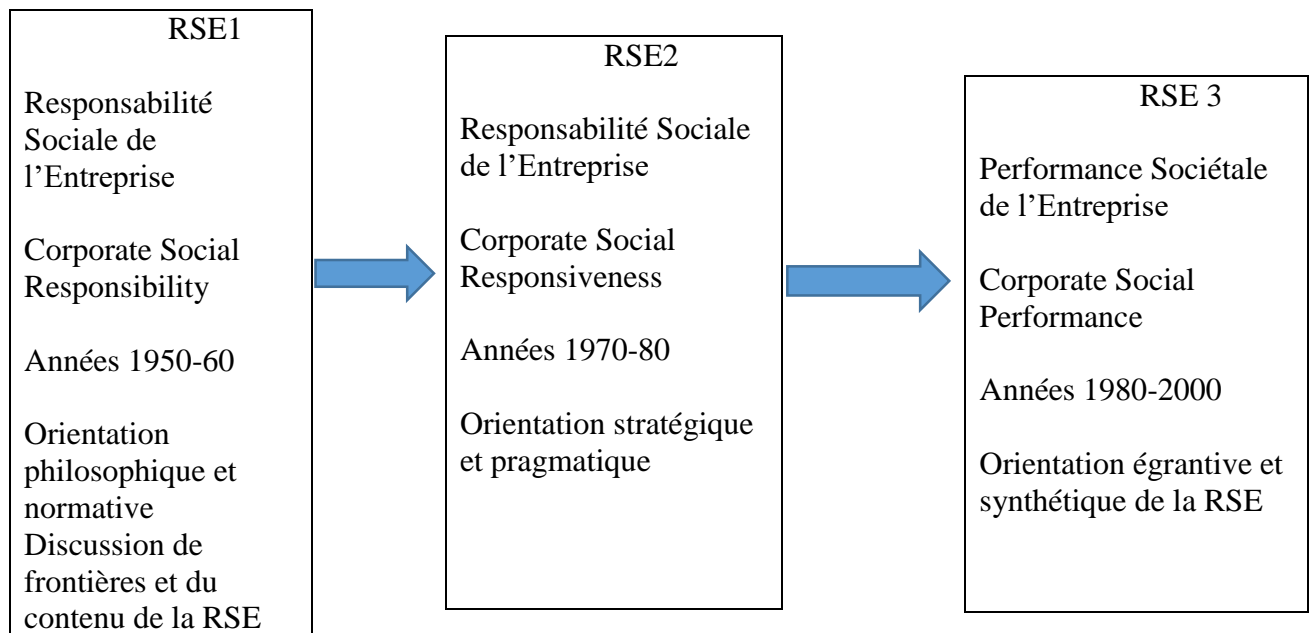 RSE1
Responsabilité
Sociale de
l’Entreprise
Corporate Social
Responsibility
Années 1950-60
Orientation
philosophique et
normative
Discussion de
frontières et du
contenu de la RSE
RSE2
Responsabilité Sociale
de l’Entreprise
Corporate Social
Responsiveness
Années 1970-80
Orientation stratégique
et pragmatique
RSE 3
Performance Sociétale
de l’Entreprise
Corporate Social
Performance
Années 1980-2000
Orientation égrantive et
synthétique de la RSE